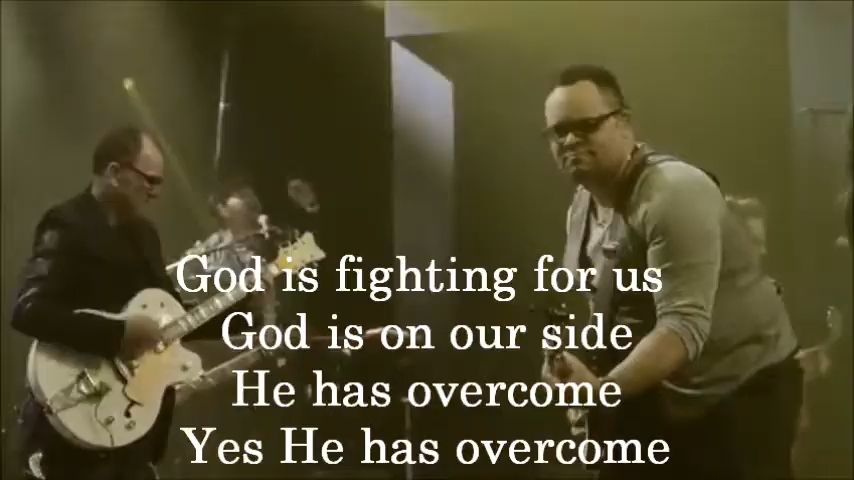 God is fighting for us
God is on our side
He has overcome
Yes He has overcome